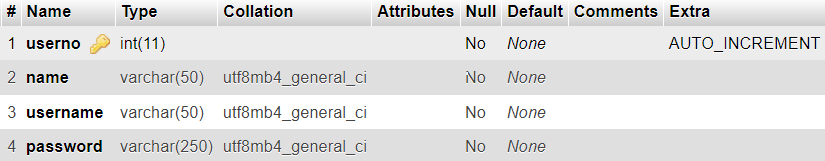 # Name Type Collation Attributes Null Default Comments Extra
1 userno int(11) No None AUTO_INCREMENT
2 name varchar(50) utf8mb4_general_ci No None
3 username varchar(50) utf8mb4_general_ci No None
4 password varchar(250) utf8mb4_general_ci No None